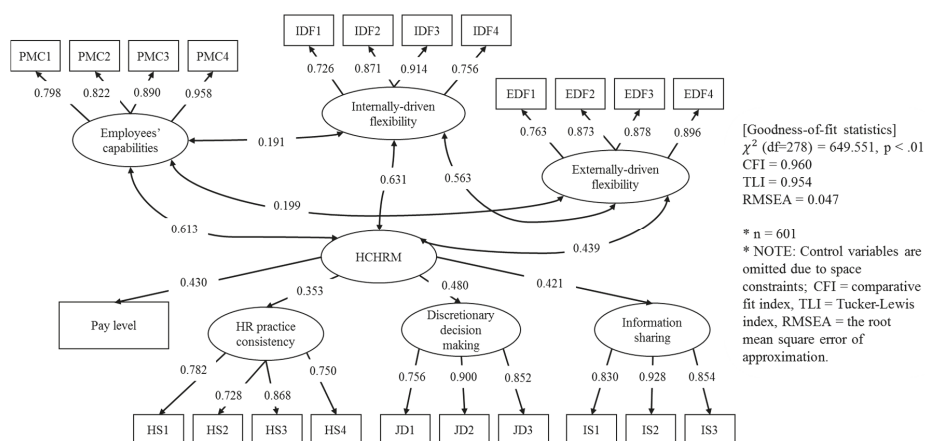 IDF1 IDF2 IDF3 IDF4
PMC1 PMC2 PMC3 PMC4
0.726 0.871 0.914 0.756
0.798 0.822 0.890 0.958
EDF1 EDF2 EDF3 EDF4
Internally-driven
flexibility
0.763 0.873 0.878 0.896
Employees'
capabilities
0.191
0.631
0.563
Externally-driven
flexibility
0.199
0.613
0.439
HCHRM
0.430
0.353
0.480
0.421
Pay level
HR practice
consistency
Discretionary
decision
making
Information
sharing
0.782 0.728 0.868 0.750
0.756 0.900 0.852
0.830 0.928 0.854
HS1 HS2 HS3 HS4 JD1 JD2 JD3 IS1 IS2 IS3
[Goodness-of-fit statistics]
χ² (df=278) = 649.551, p < .01
CFI = 0.960
TLI = 0.954
RMSEA = 0.047
* n = 601
* NOTE: Control variables are
omitted due to space
constraints; CFI = comparative
fit index, TLI = Tucker-Lewis
index, RMSEA = the root
mean square error of
approximation.